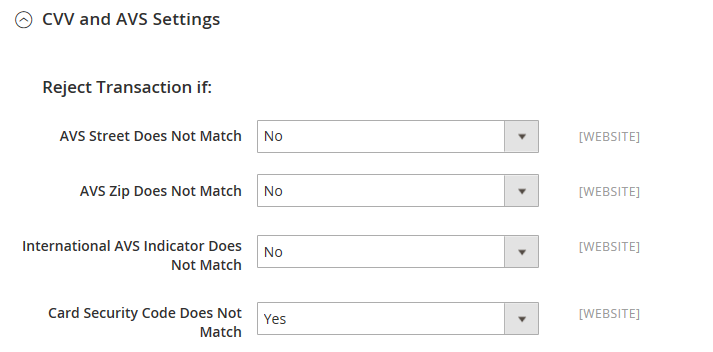 CVV and AVS Settings
Reject Transaction if:
AVS Street Does Not Match No [WEBSITE]
AVS Zip Does Not Match No [WEBSITE]
International AVS Indicator Does
Not Match No [WEBSITE]
Card Security Code Does Not
Match Yes [WEBSITE]